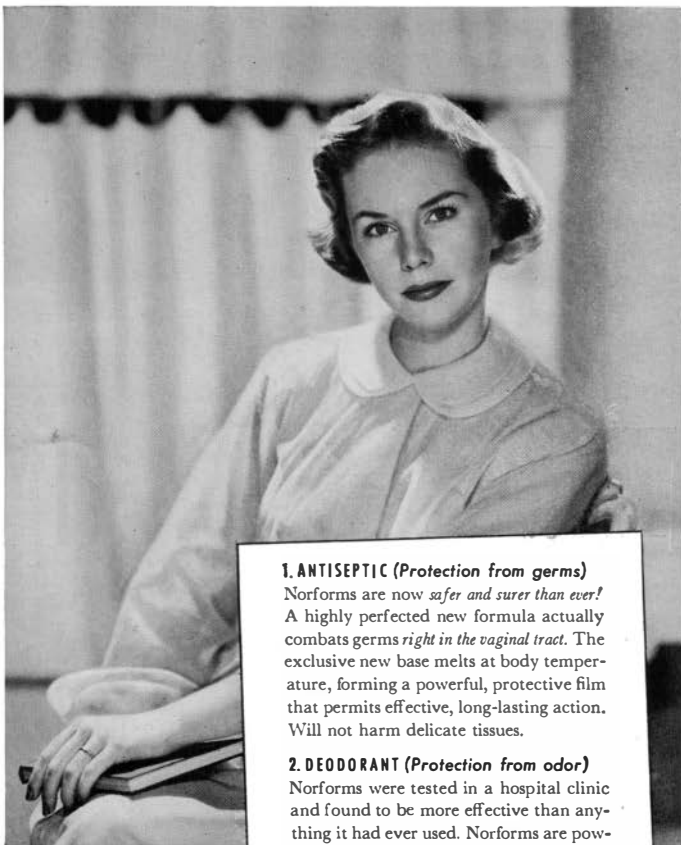 1. ANTISEPTIC (Protection from germs)
Norforms are now safer and surer than ever!
A highly perfected new formula actually
combats germs right in the vaginal tract. The
exclusive new base melts at body temper-
ature, forming a powerful, protective film
that permits effective, long-lasting action.
Will not harm delicate tissues.
2. DEODORANT (Protection from odor)
Norforms were tested in a hospital clinic
and found to be more effective than any-
thing it had ever used. Norforms are pow-